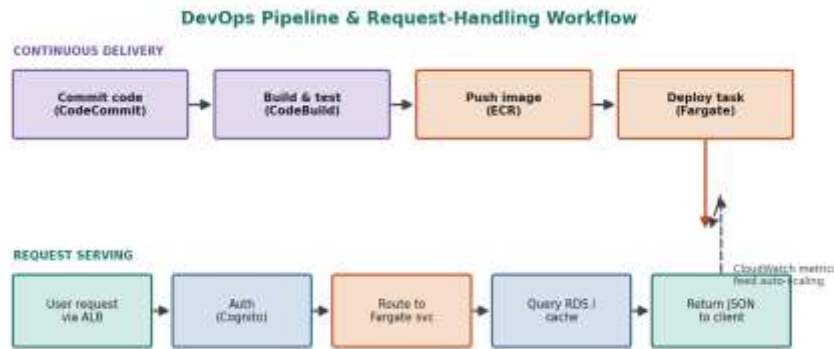 DevOps Pipeline & Request-Handling Workflow
CONTINUOUS DELIVERY
Commit code
(CodeCommit)
Build & test
(CodeBuild)
Push image
(ECR)
Deploy task
(Fargate)
REQUEST SERVING
CloudWatch metrics
feed auto-scaling
User request
via ALB
Auth
(Cognito)
Route to
Fargate svc
Query RDS /
cache
Return JSON
to client